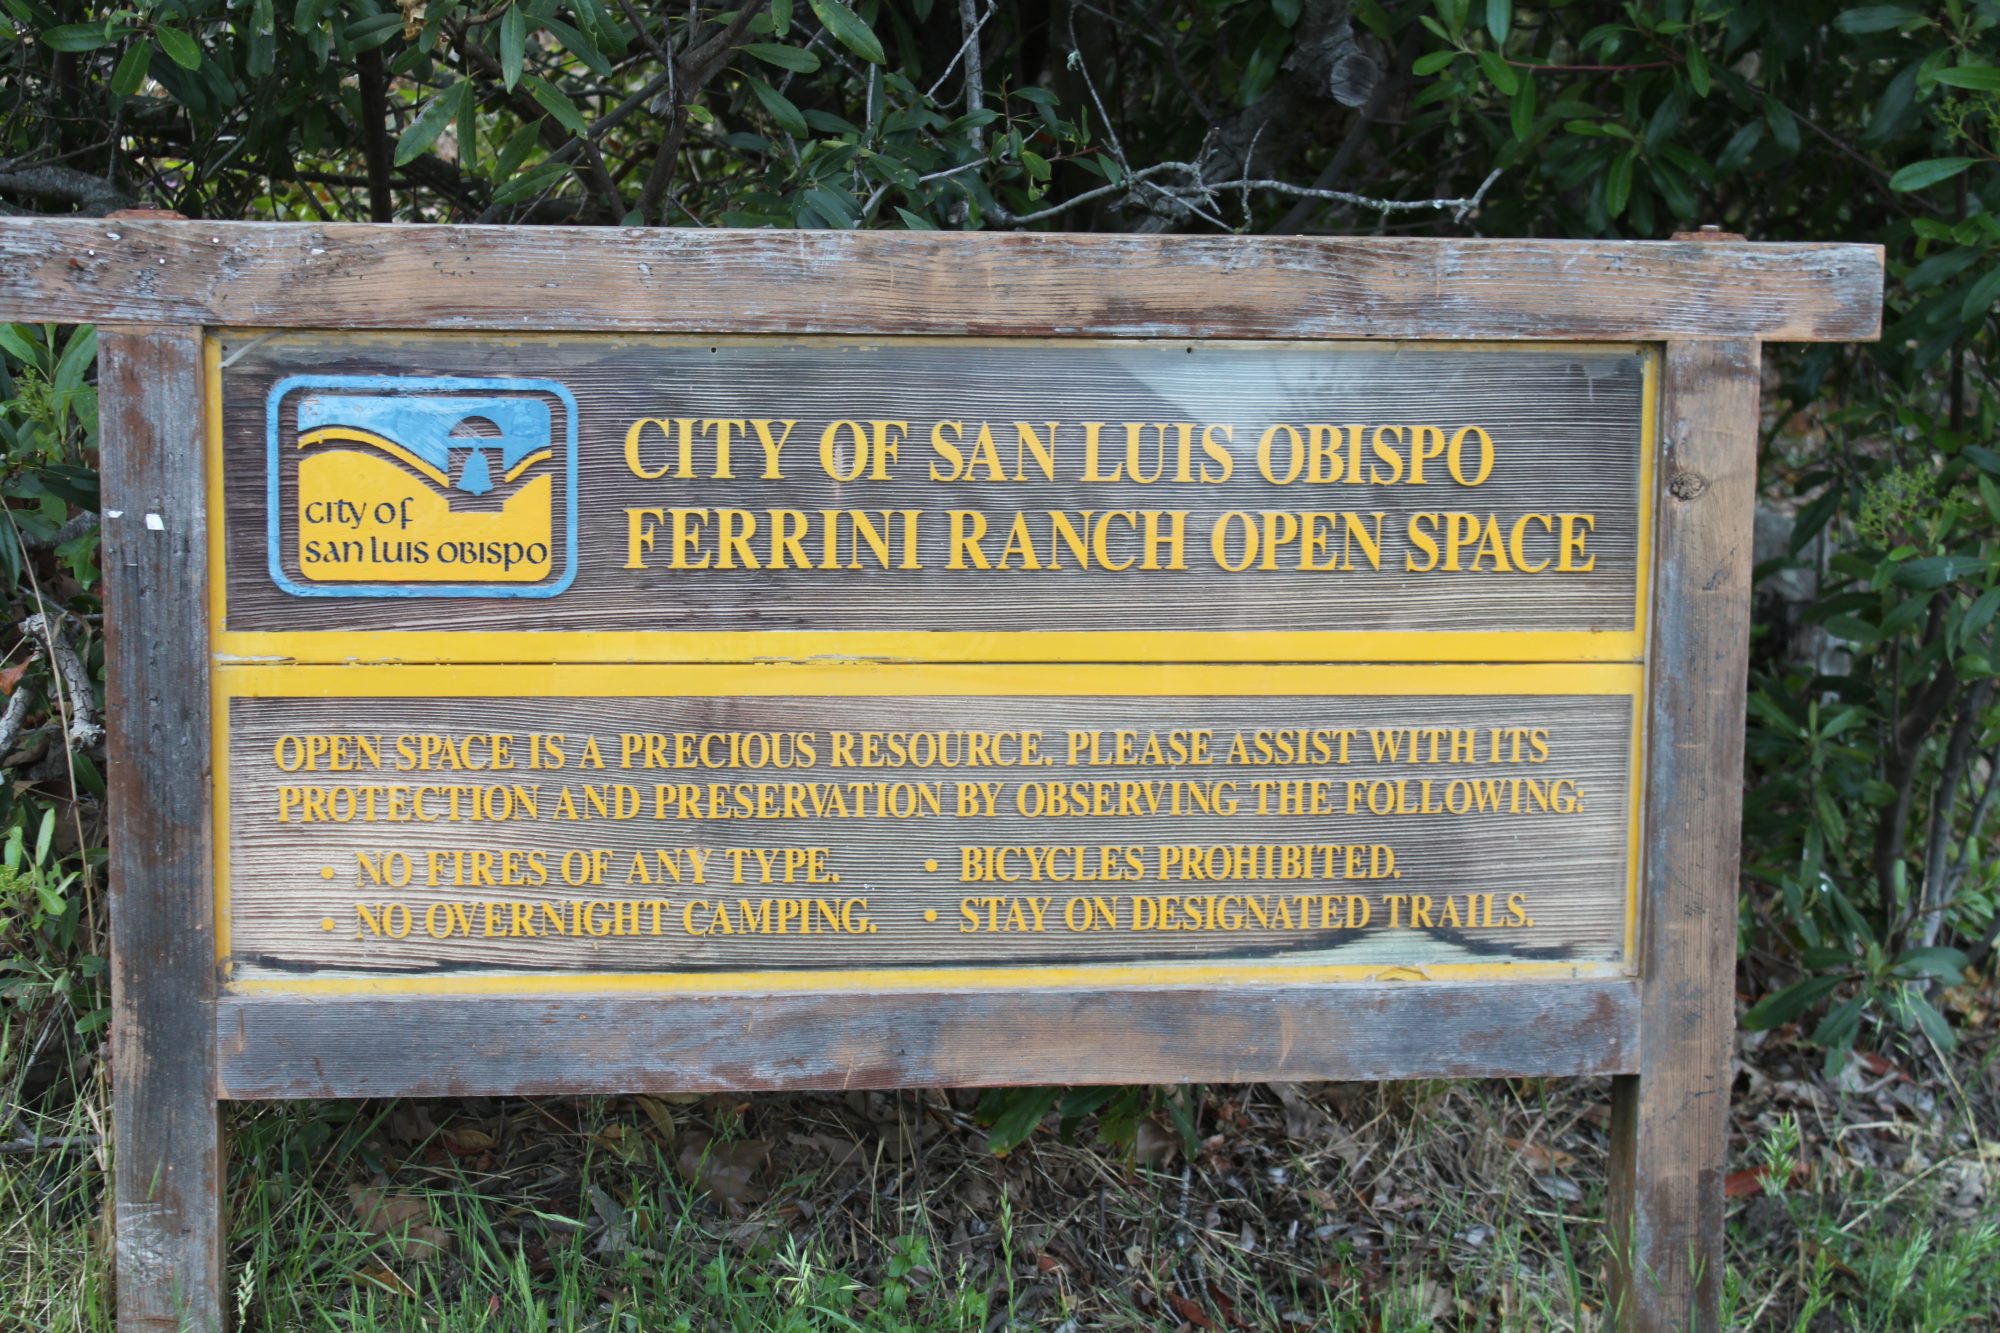 city of
san luis obispo
CITY OF SAN LUIS OBISPO
FERRINI RANCH OPEN SPACE
OPEN SPACE IS A PRECIOUS RESOURCE. PLEASE ASSIST WITH ITS
PROTECTION AND PRESERVATION BY OBSERVING THE FOLLOWING:
• NO FIRES OF ANY TYPE.
• NO OVERNIGHT CAMPING.
• BICYCLES PROHIBITED.
• STAY ON DESIGNATED TRAILS.